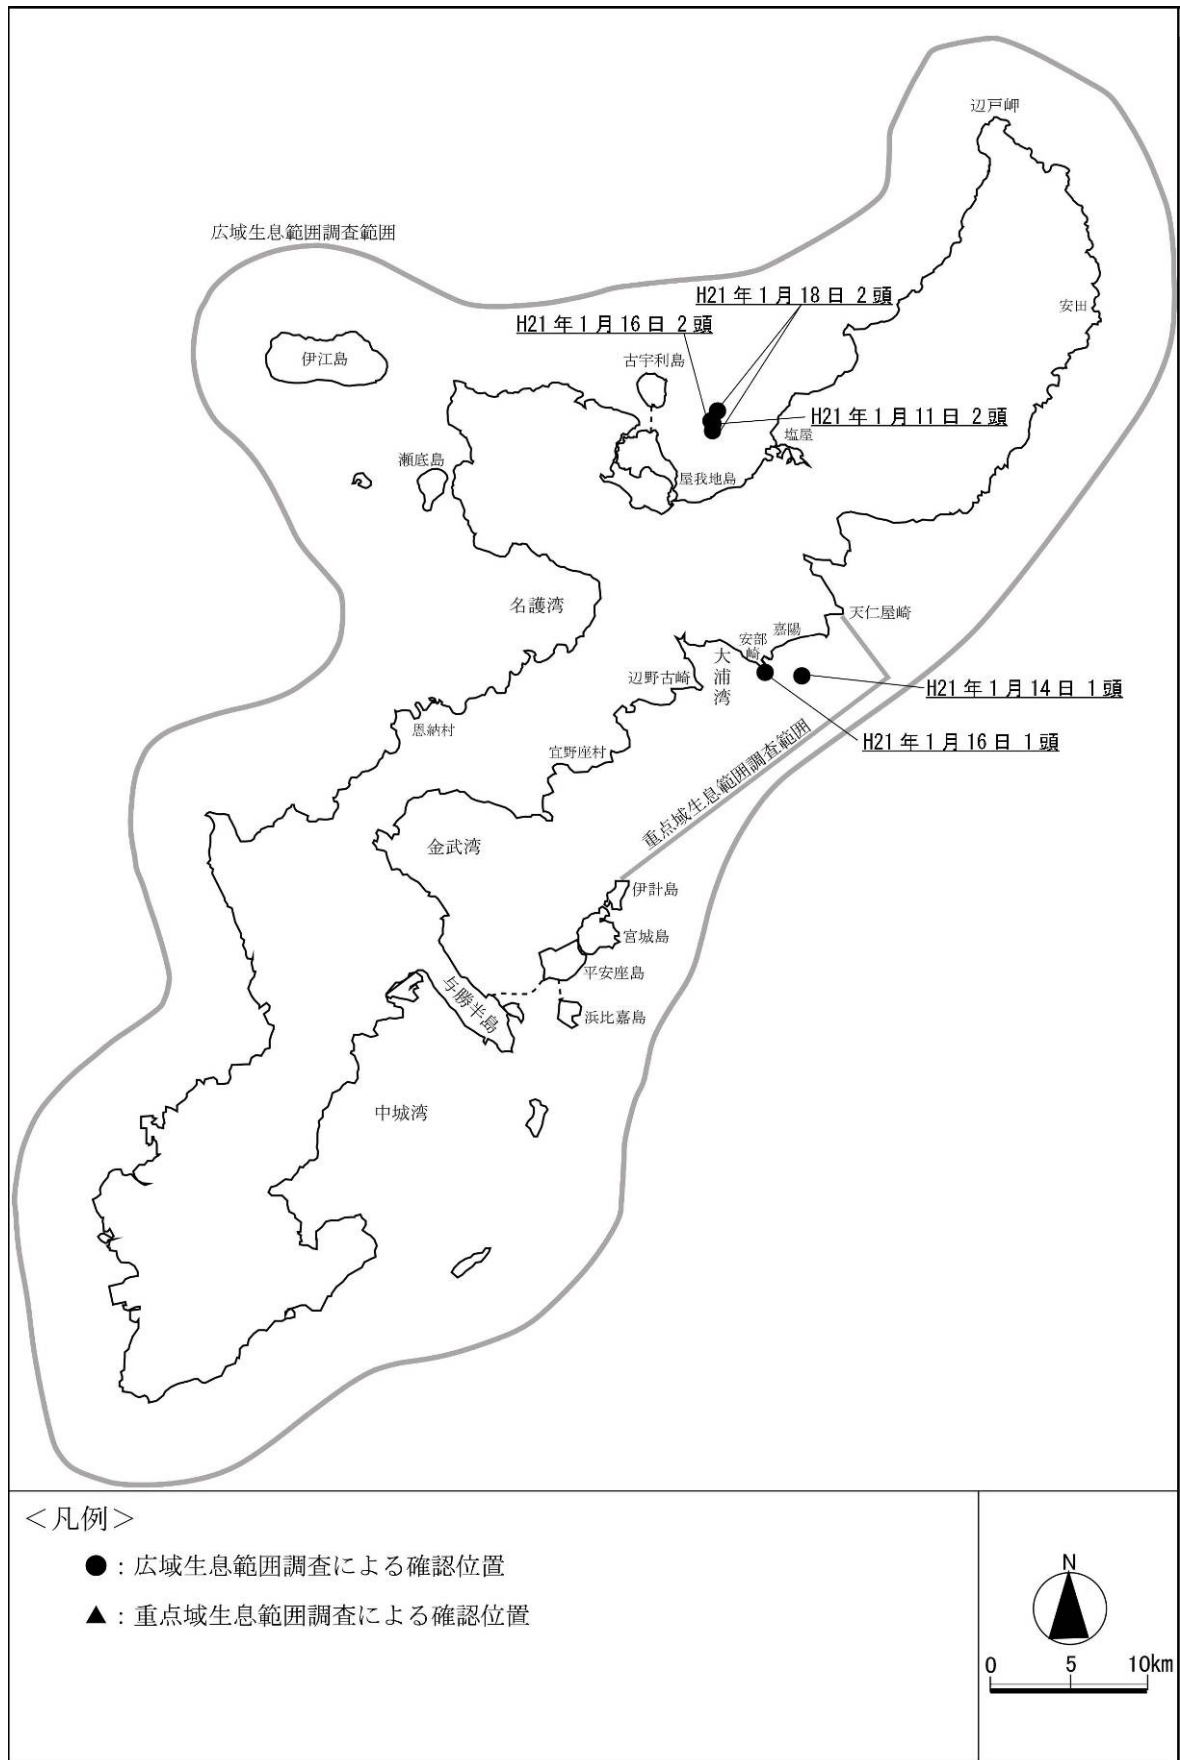 辺戸岬
広域生息範囲調査範囲
H21年1月18日 2頭
安田
H21年1月16日 2頭
伊江島
古宇利島
H21年1月11日 2頭
塩屋
瀬底島
屋我地島
名護湾
天仁屋崎
嘉陽
安部崎
大浦湾
辺野古崎
H21年1月14日 1頭
恩納村
H21年1月16日 1頭
宜野座村
重点域生息範囲調査範囲
金武湾
伊計島
宮城島
平安座島
与勝半島
浜比嘉島
中城湾
＜凡例＞
●：広域生息範囲調査による確認位置
▲：重点域生息範囲調査による確認位置
N
0 5 10km